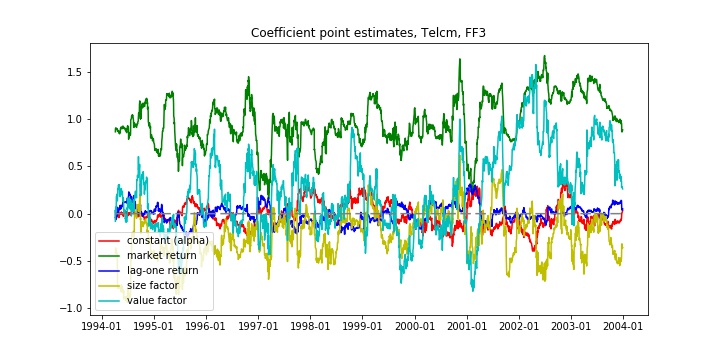 Coefficient point estimates, Telcm, FF3
1.5
1.0
0.5
0.0
−0.5
−1.0
constant (alpha)
market return
lag-one return
size factor
value factor
1994-01 1995-01 1996-01 1997-01 1998-01 1999-01 2000-01 2001-01 2002-01 2003-01 2004-01